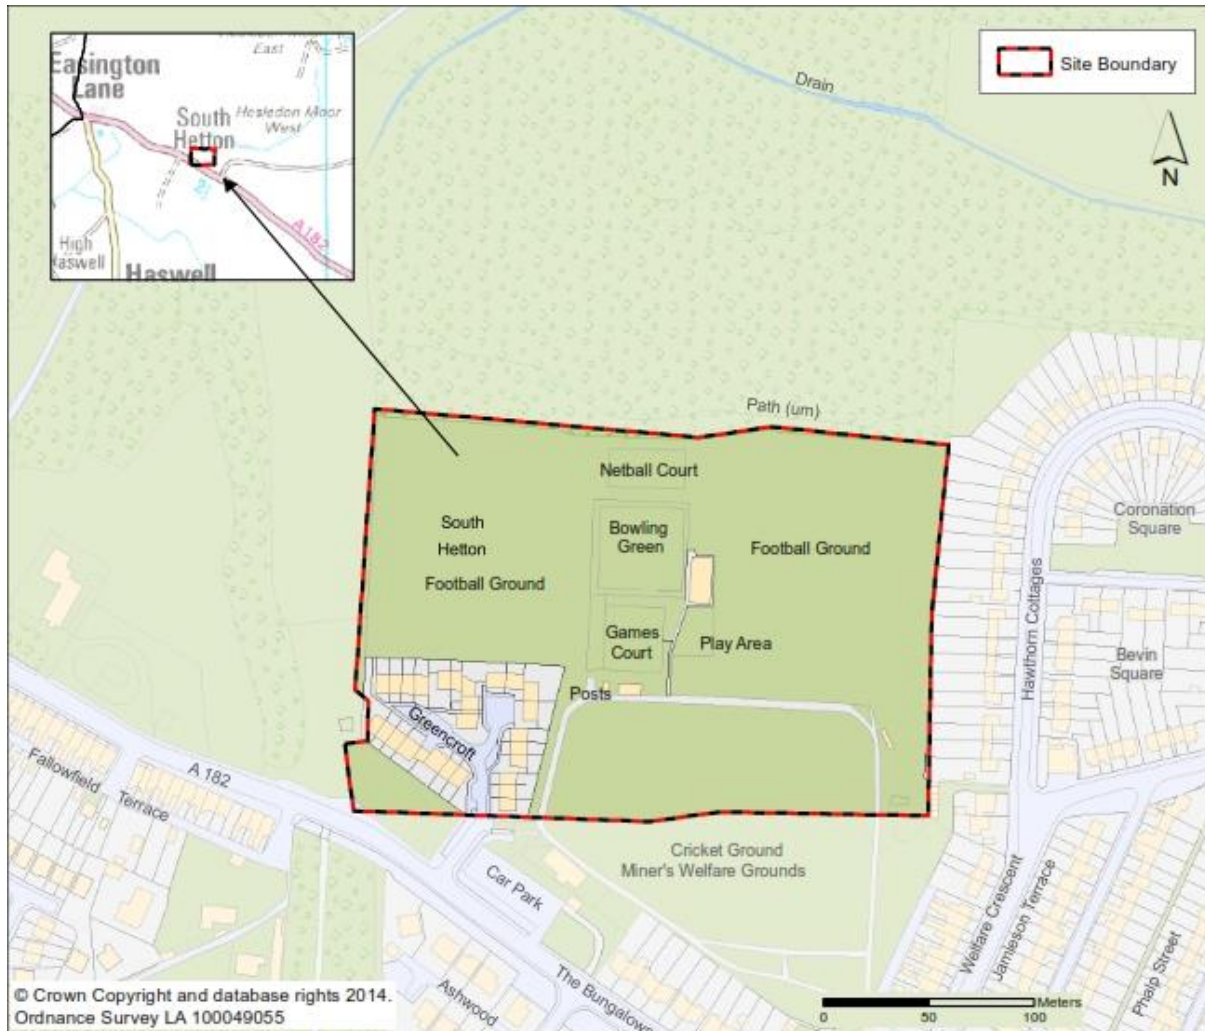 Easington
Lane
East
South
Hetton
Hesledon Moor
West
A182
High
Haswell
Haswell
Site Boundary
N
Drain
Path (um)
Netball Court
South
Hetton
Football Ground
Bowling
Green
Football Ground
Games
Court
Play Area
Posts
Greencroft
Coronation
Square
Hawthorn Cottages
Bevin
Square
A 182
Fallowfield
Terrace
Cricket Ground
Miner's Welfare Grounds
Car Park
Welfare Crescent
Jamieson Terrace
Phalp Street
The Bungalows
Ashwood
© Crown Copyright and database rights 2014.
Ordnance Survey LA 100049055
Meters
0 50 100